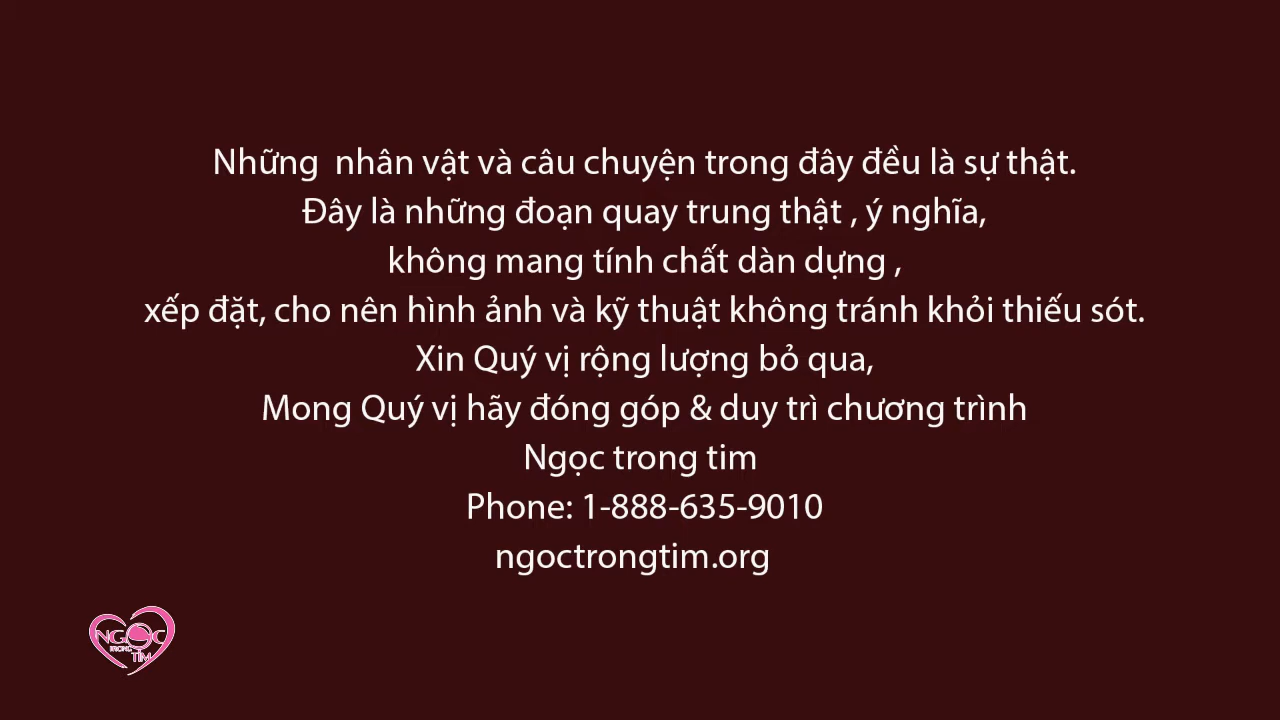 Những  nhân vật và câu chuyện trong đây đều là sự thật.
Đây là những đoạn quay trung thật , ý nghĩa,
không mang tính chất dàn dựng ,
xếp đặt, cho nên hình ảnh và kỹ thuật không tránh khỏi thiếu sót.
Xin Quý vị rộng lượng bỏ qua,
Mong Quý vị hãy đóng góp & duy trì chương trình
Ngọc trong tim
Phone: 1-888-635-9010
ngoctrongtim.org
NGỌC
TRONG
TIM